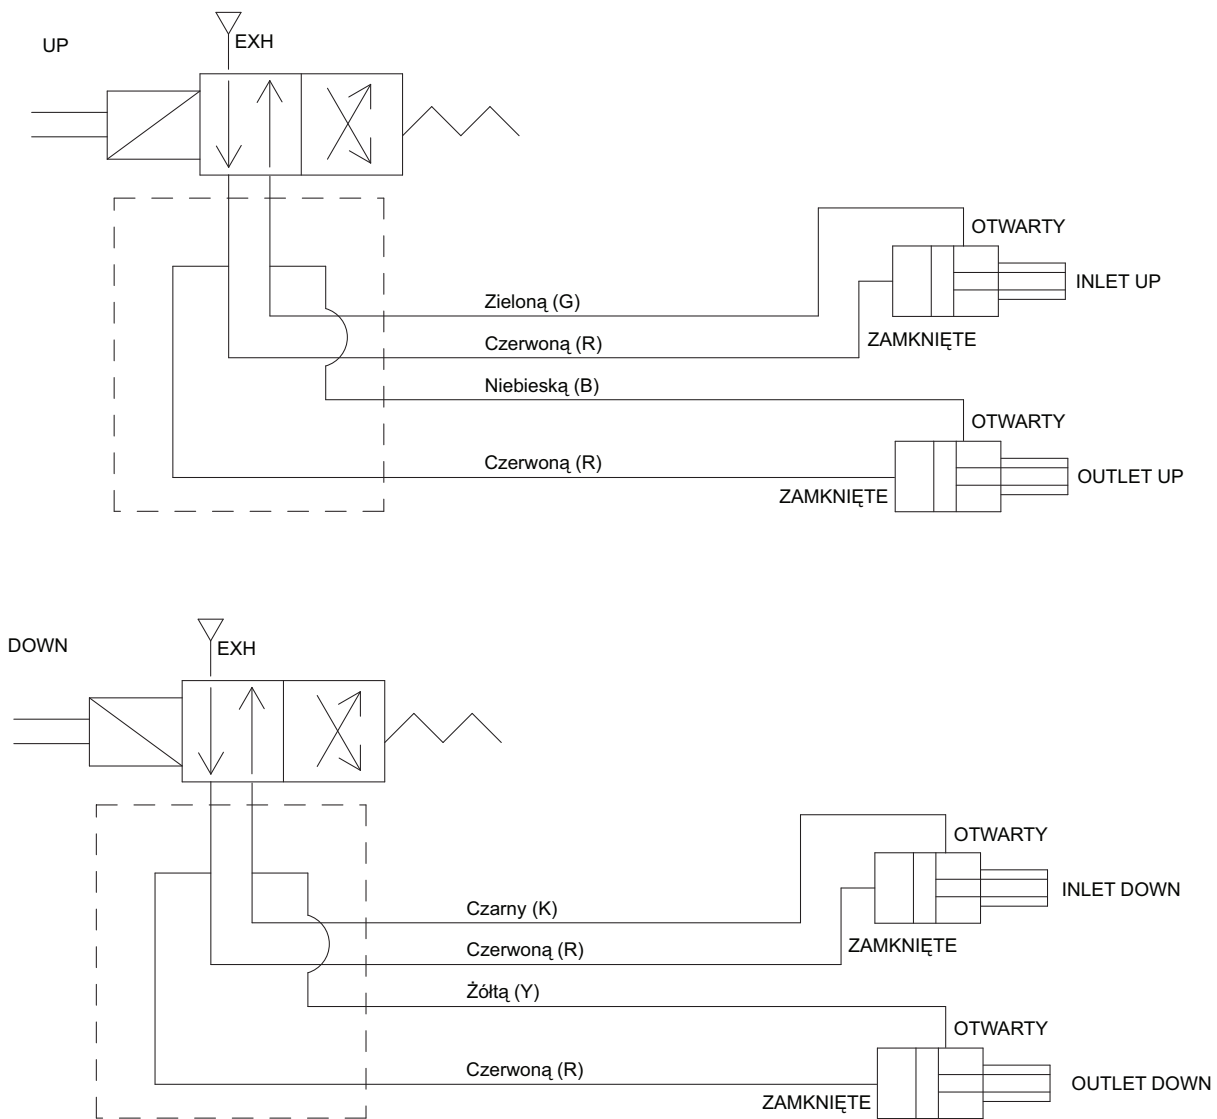 UP
EXH
OTWARTY
INLET UP
Zieloną (G)
ZAMKNIĘTE
Czerwoną (R)
Niebieską (B)
OTWARTY
Czerwoną (R)
OUTLET UP
ZAMKNIĘTE
DOWN
EXH
OTWARTY
INLET DOWN
Czarny (K)
ZAMKNIĘTE
Czerwoną (R)
Żółtą (Y)
OTWARTY
Czerwoną (R)
OUTLET DOWN
ZAMKNIĘTE